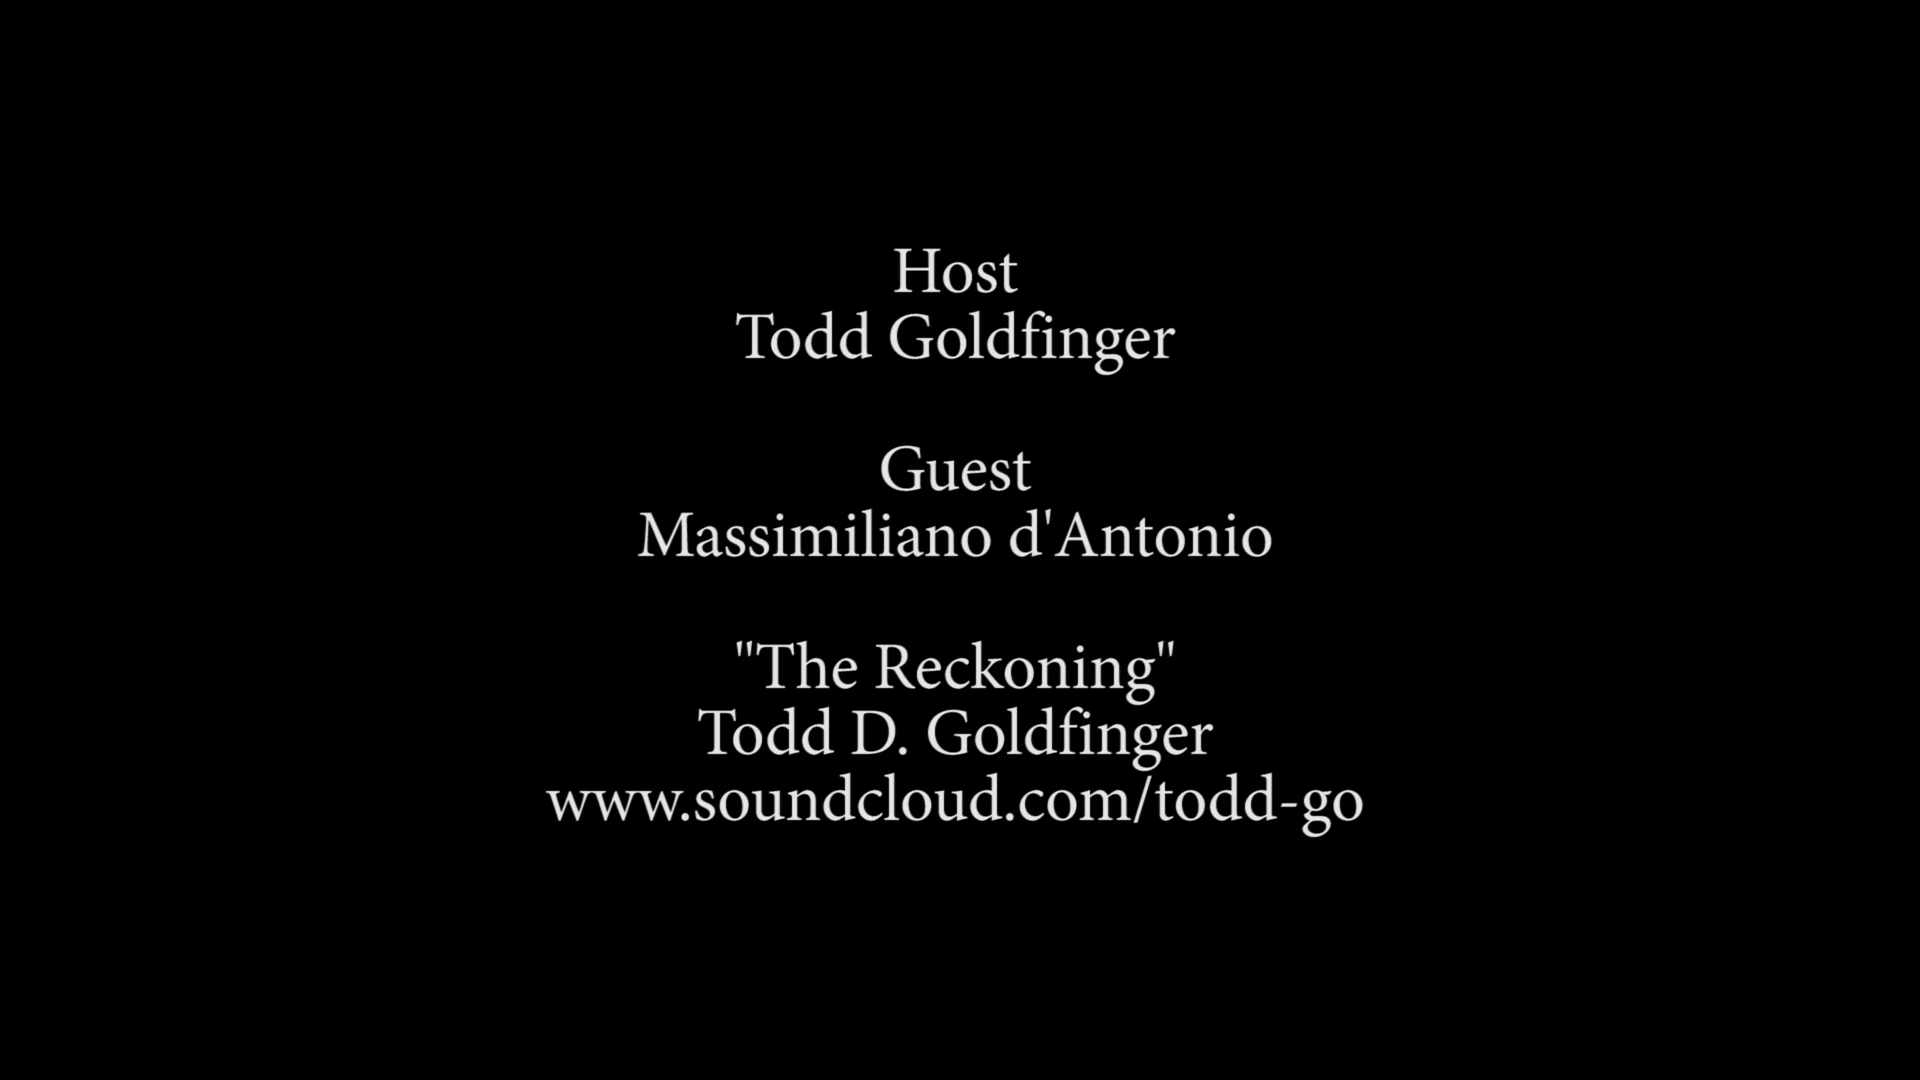 Host
Todd Goldfinger
Guest
Massimiliano d'Antonio
"The Reckoning"
Todd D. Goldfinger
www.soundcloud.com/todd-go